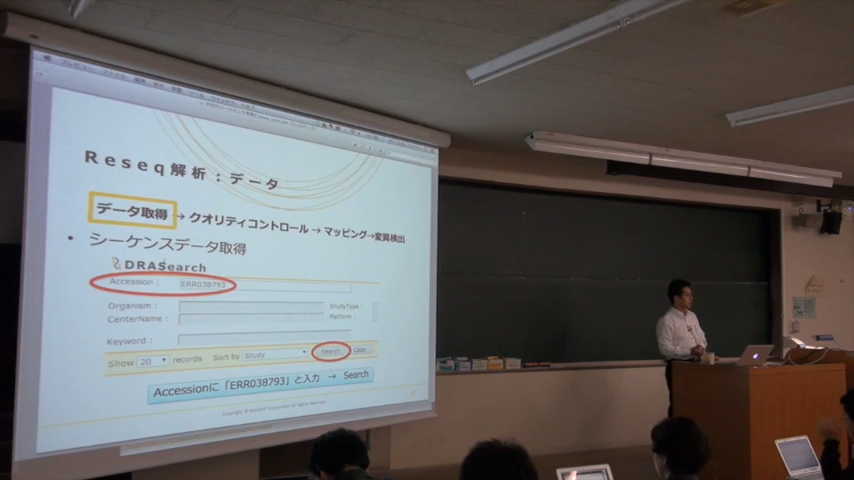 Reseq解析：データ
データ取得 → クオリティコントロール → マッピング→変異検出
• シーケンスデータ取得
DRASearch
Accession : ERR038793
Organism : StudyType :
CenterName : Platform :
Keyword :
Show 20 records Sort by Study Search Clear
Accessionに「ERR038793」と入力 → Search